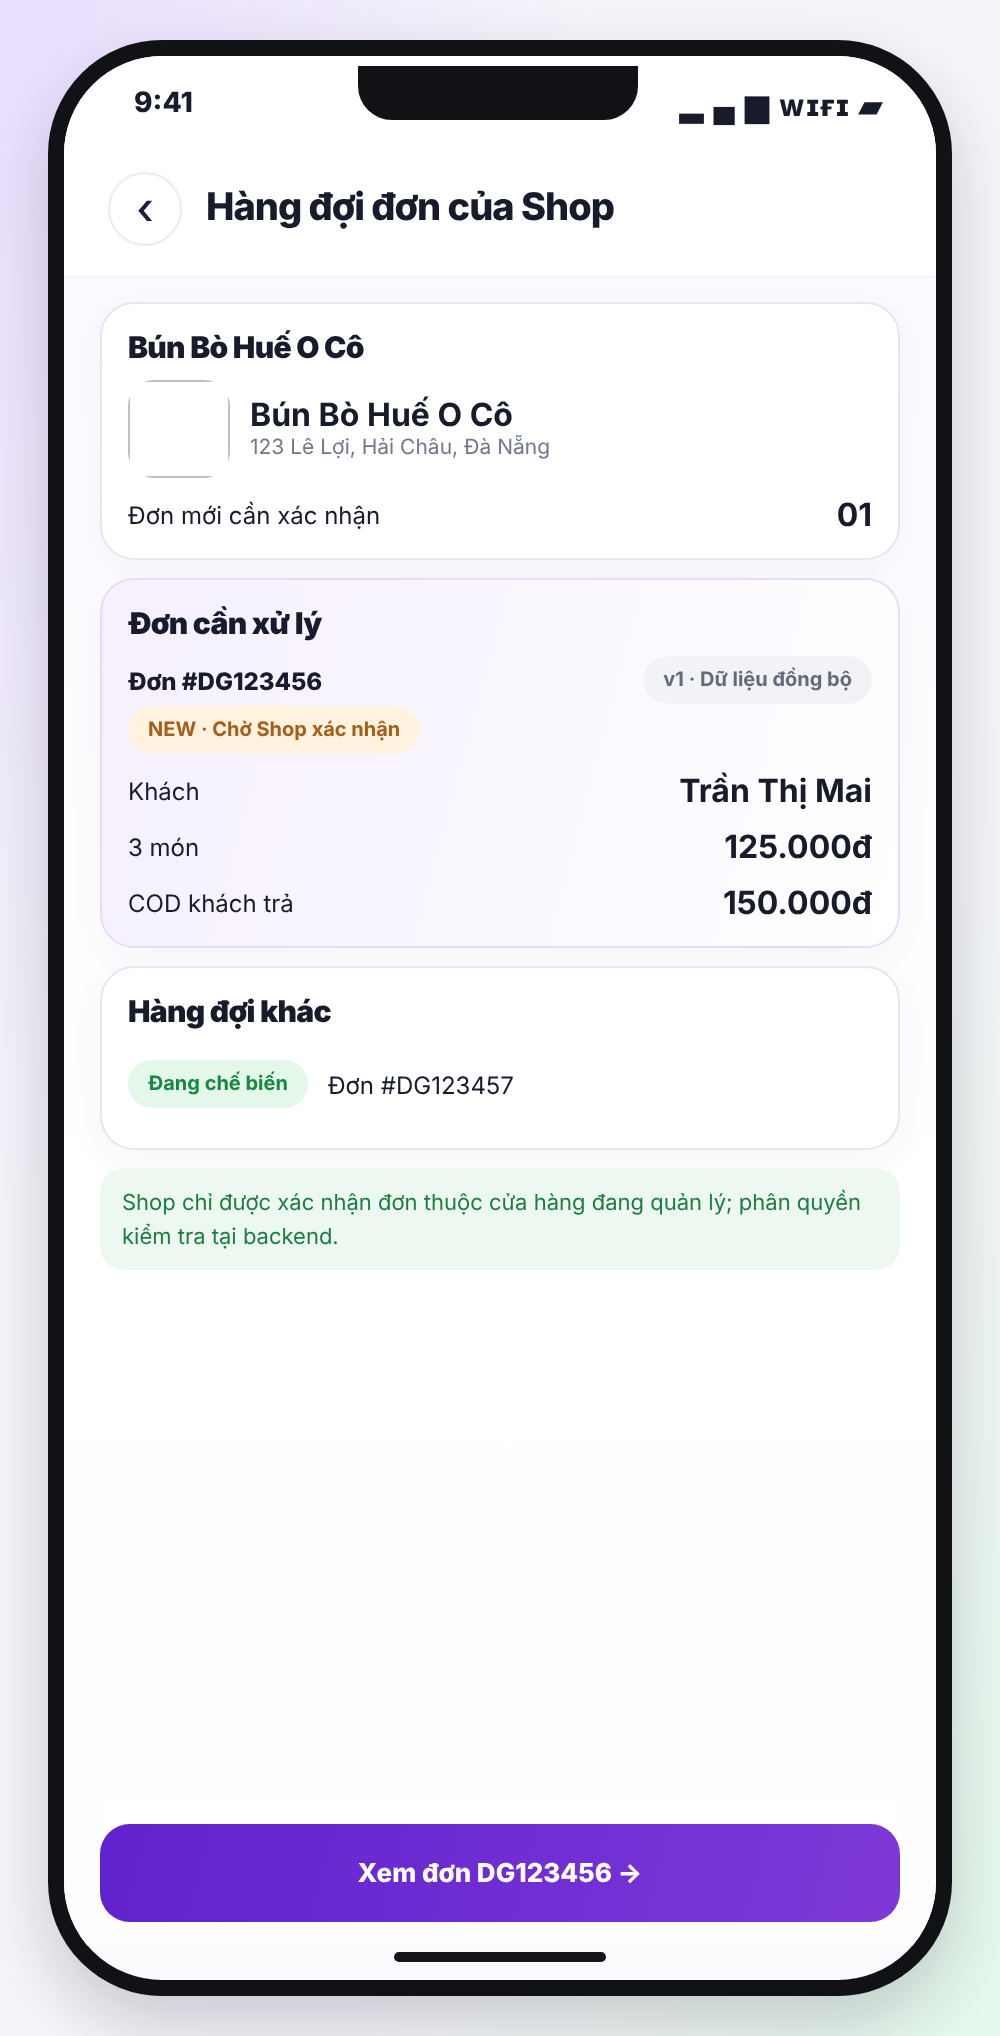 9:41
WIFI
Hàng đợi đơn của Shop
Bún Bò Huế O Cô
Bún Bò Huế O Cô
123 Lê Lợi, Hải Châu, Đà Nẵng
Đơn mới cần xác nhận 01
Đơn cần xử lý
Đơn #DG123456 v1 · Dữ liệu đồng bộ
NEW · Chờ Shop xác nhận
Khách Trần Thị Mai
3 món 125.000đ
COD khách trả 150.000đ
Hàng đợi khác
Đang chế biến Đơn #DG123457
Shop chỉ được xác nhận đơn thuộc cửa hàng đang quản lý; phân quyền
kiểm tra tại backend.
Xem đơn DG123456 →